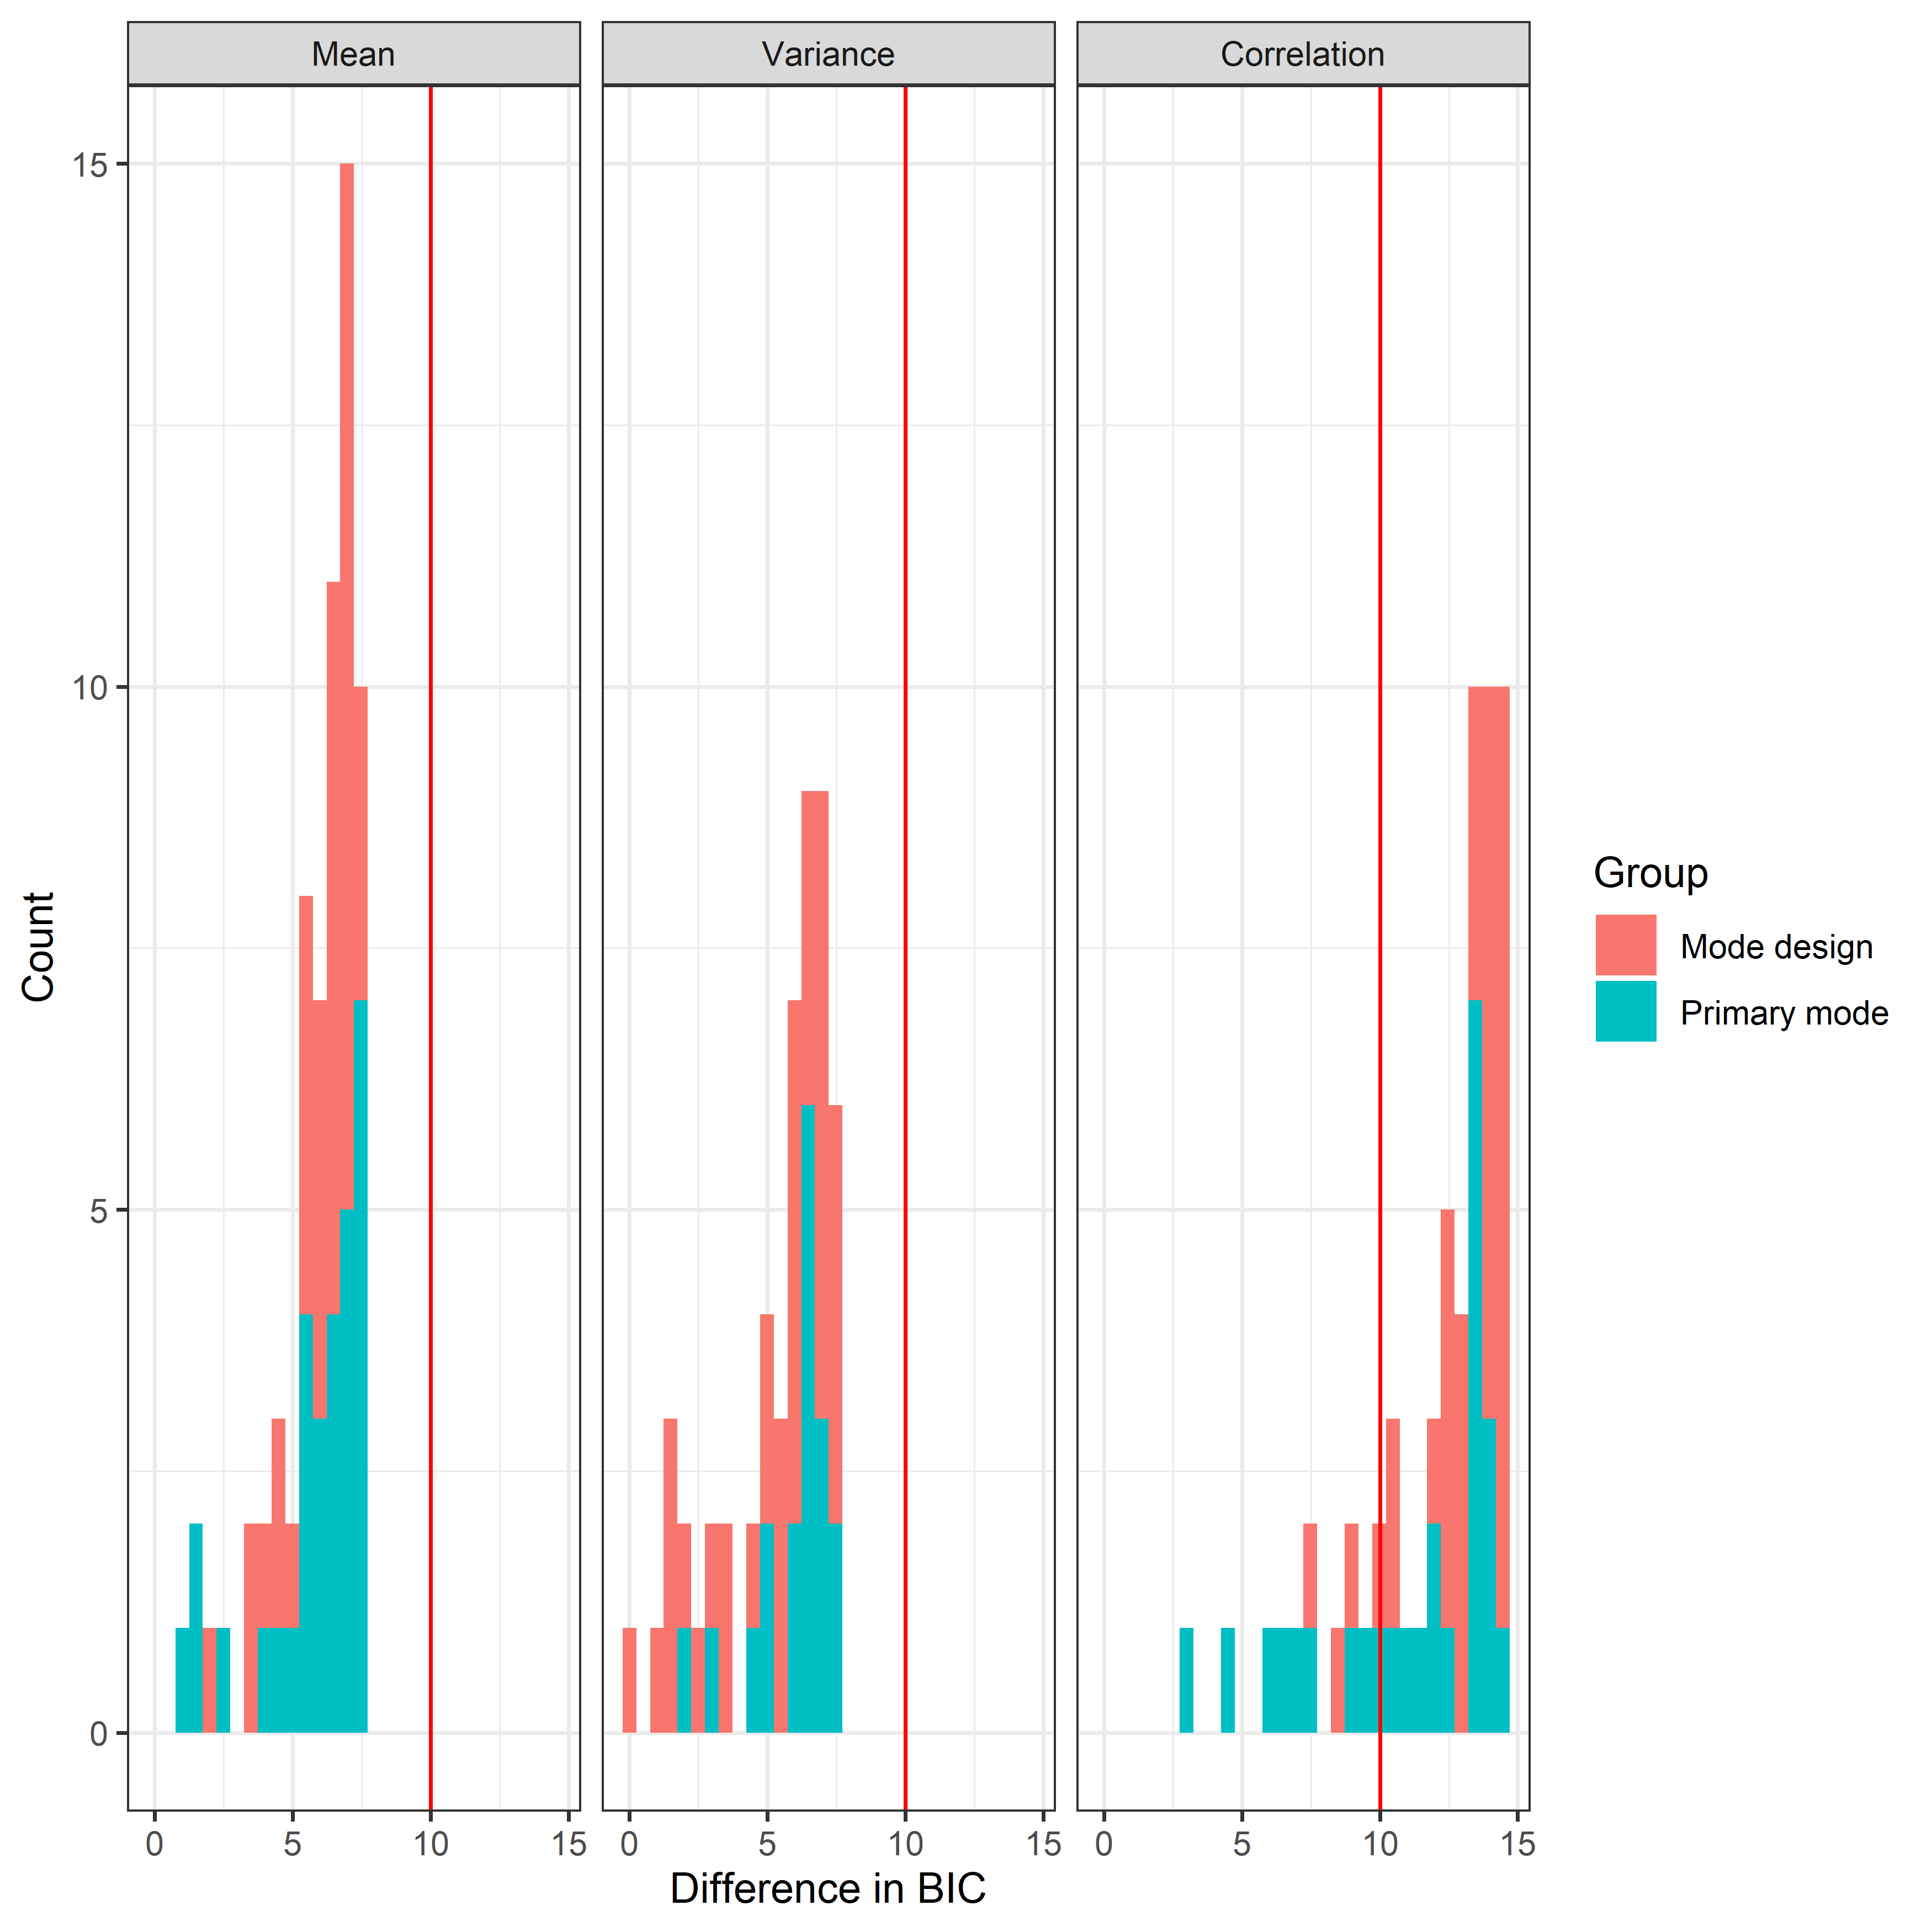 Mean Variance Correlation
15
10
5
0
Count
0 5 10 15 0 5 10 15 0 5 10 15
Difference in BIC
Group
Mode design
Primary mode